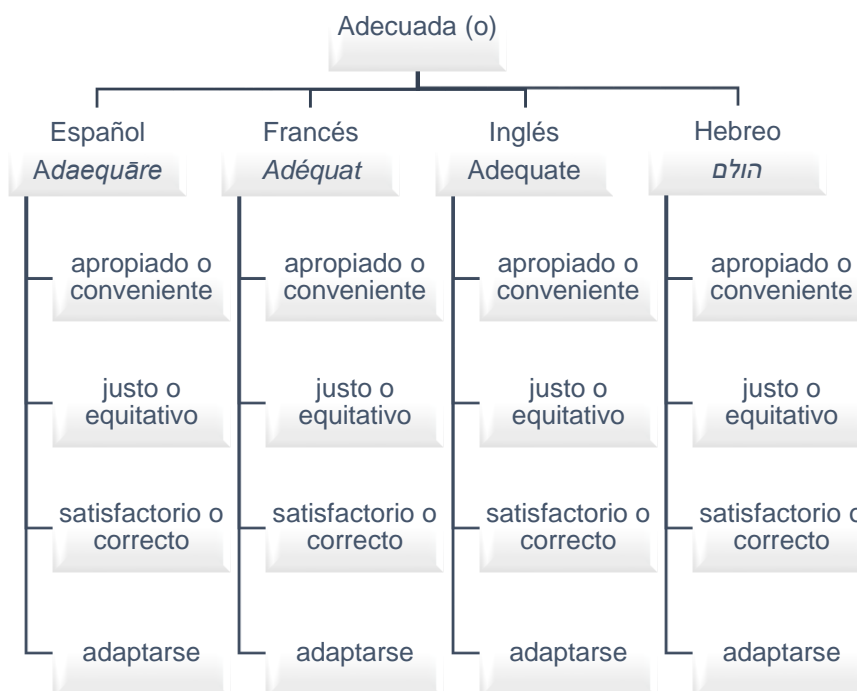 Adecuada (o)
Español
Adaequāre
Francés
Adéquat
Inglés
Adequate
Hebreo
הולם
apropiado o
conveniente
apropiado o
conveniente
apropiado o
conveniente
apropiado o
conveniente
justo o
equitativo
justo o
equitativo
justo o
equitativo
justo o
equitativo
satisfactorio o
correcto
satisfactorio o
correcto
satisfactorio o
correcto
satisfactorio o
correcto
adaptarse
adaptarse
adaptarse
adaptarse